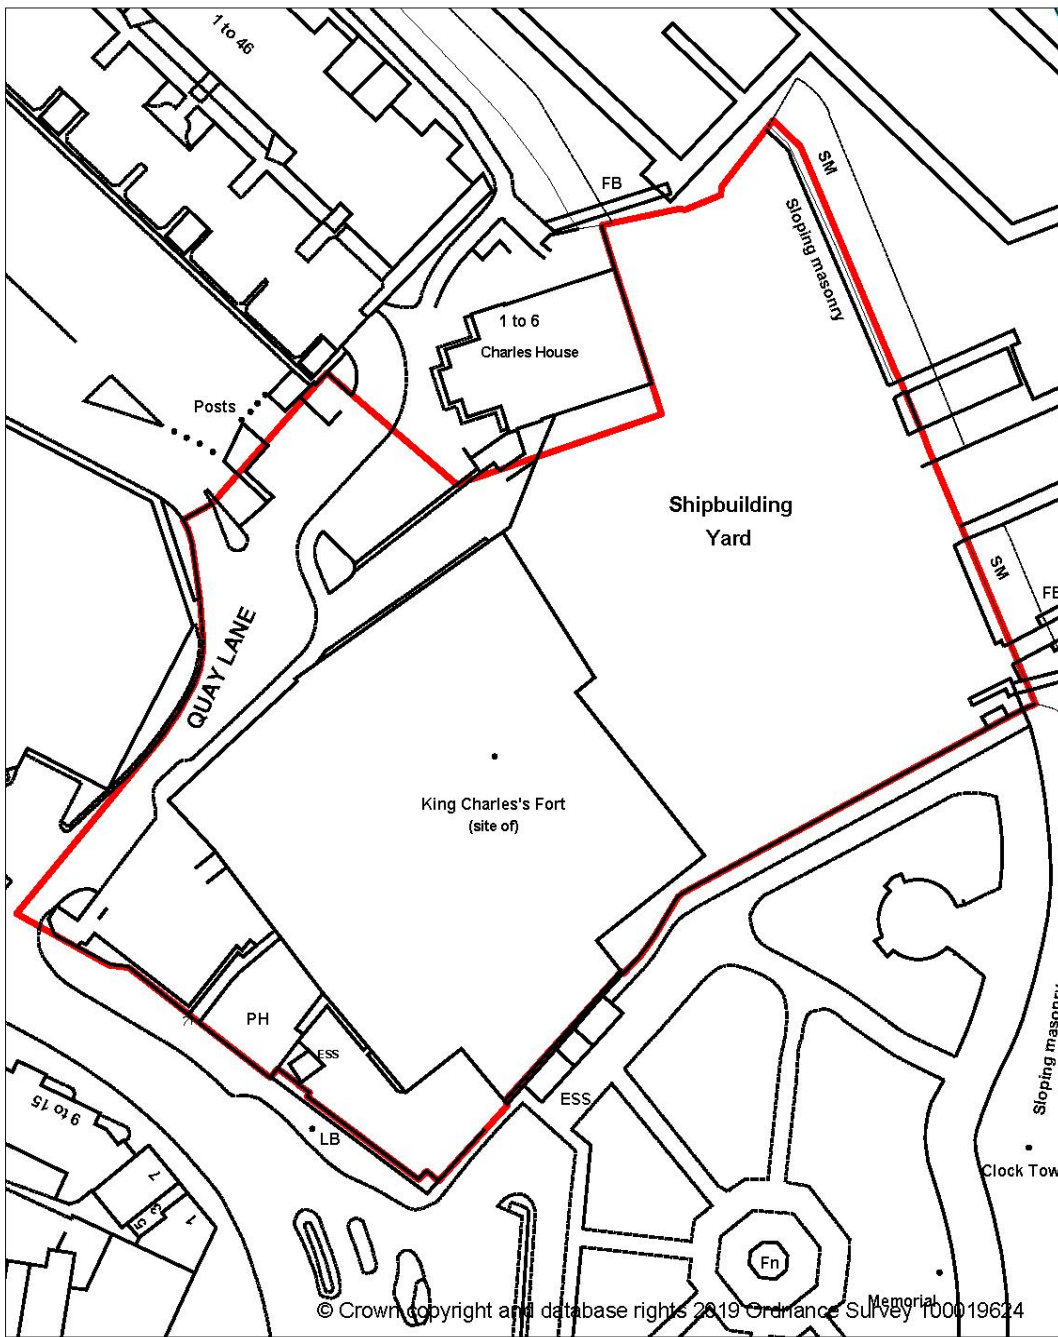 1 to 46
FB
SM
Sloping masonry
1 to 6
Charles House
Posts
Shipbuilding
Yard
SM
FB
QUAY LANE
King Charles's Fort
(site of)
PH
ESS
ESS
LB
9 to 15
7
3
5
1
Sloping masonry
Clock Tow
Fn
Memorial
© Crown copyright and database rights 2019 Ordnance Survey 100019624